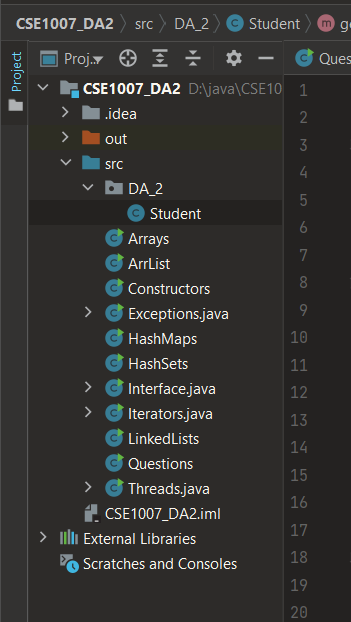 CSE1007_DA2 › src › DA_2 › Student › m g
Project
Proj..
Ques
CSE1007_DA2 D:\java\CSE10
.idea
out
src
DA_2
Student
Arrays
ArrList
Constructors
Exceptions.java
HashMaps
HashSets
Interface.java
Iterators.java
LinkedLists
Questions
Threads.java
CSE1007_DA2.iml
External Libraries
Scratches and Consoles
1
2
3
4
5
6
7
8
9
10
11
12
13
14
15
16
17
18
19
20